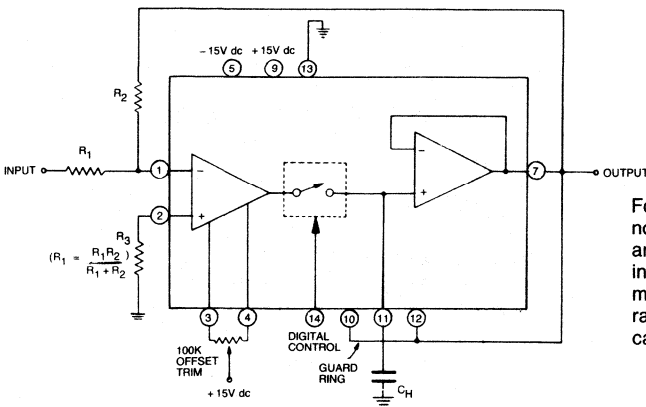 − 15V dc + 15V dc
5 9 13
R2
R1
INPUT
1
−
+
2
R3
(R1 = R1R2 / R1 + R2)
−
+
7
OUTPUT
3 4 14 10 11 12
100K
OFFSET
TRIM
+ 15V dc
DIGITAL
CONTROL
GUARD
RING
CH
Fe
no
an
in
m
ra
ca